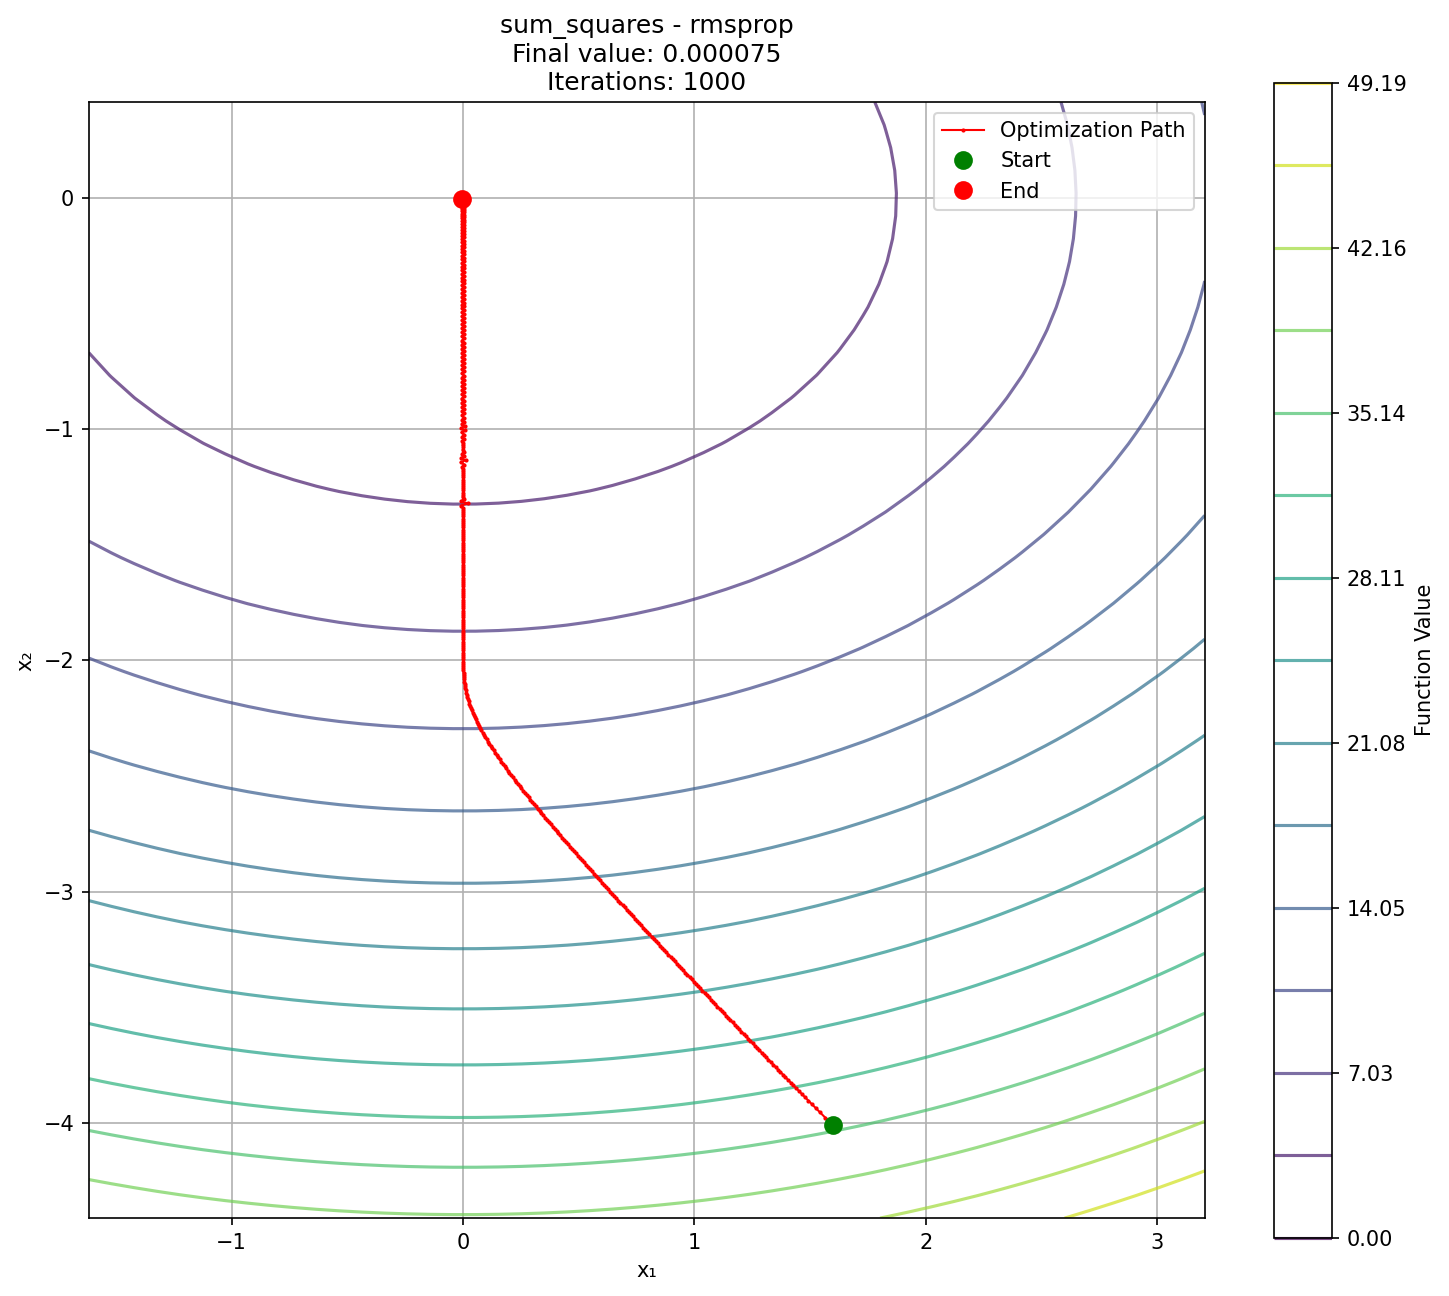 sum_squares - rmsprop
Final value: 0.000075
Iterations: 1000
Optimization Path
Start
End
0
−1
−2
−3
−4
x₂
−1
0
1
2
3
x₁
49.19
42.16
35.14
28.11
21.08
14.05
7.03
0.00
Function Value